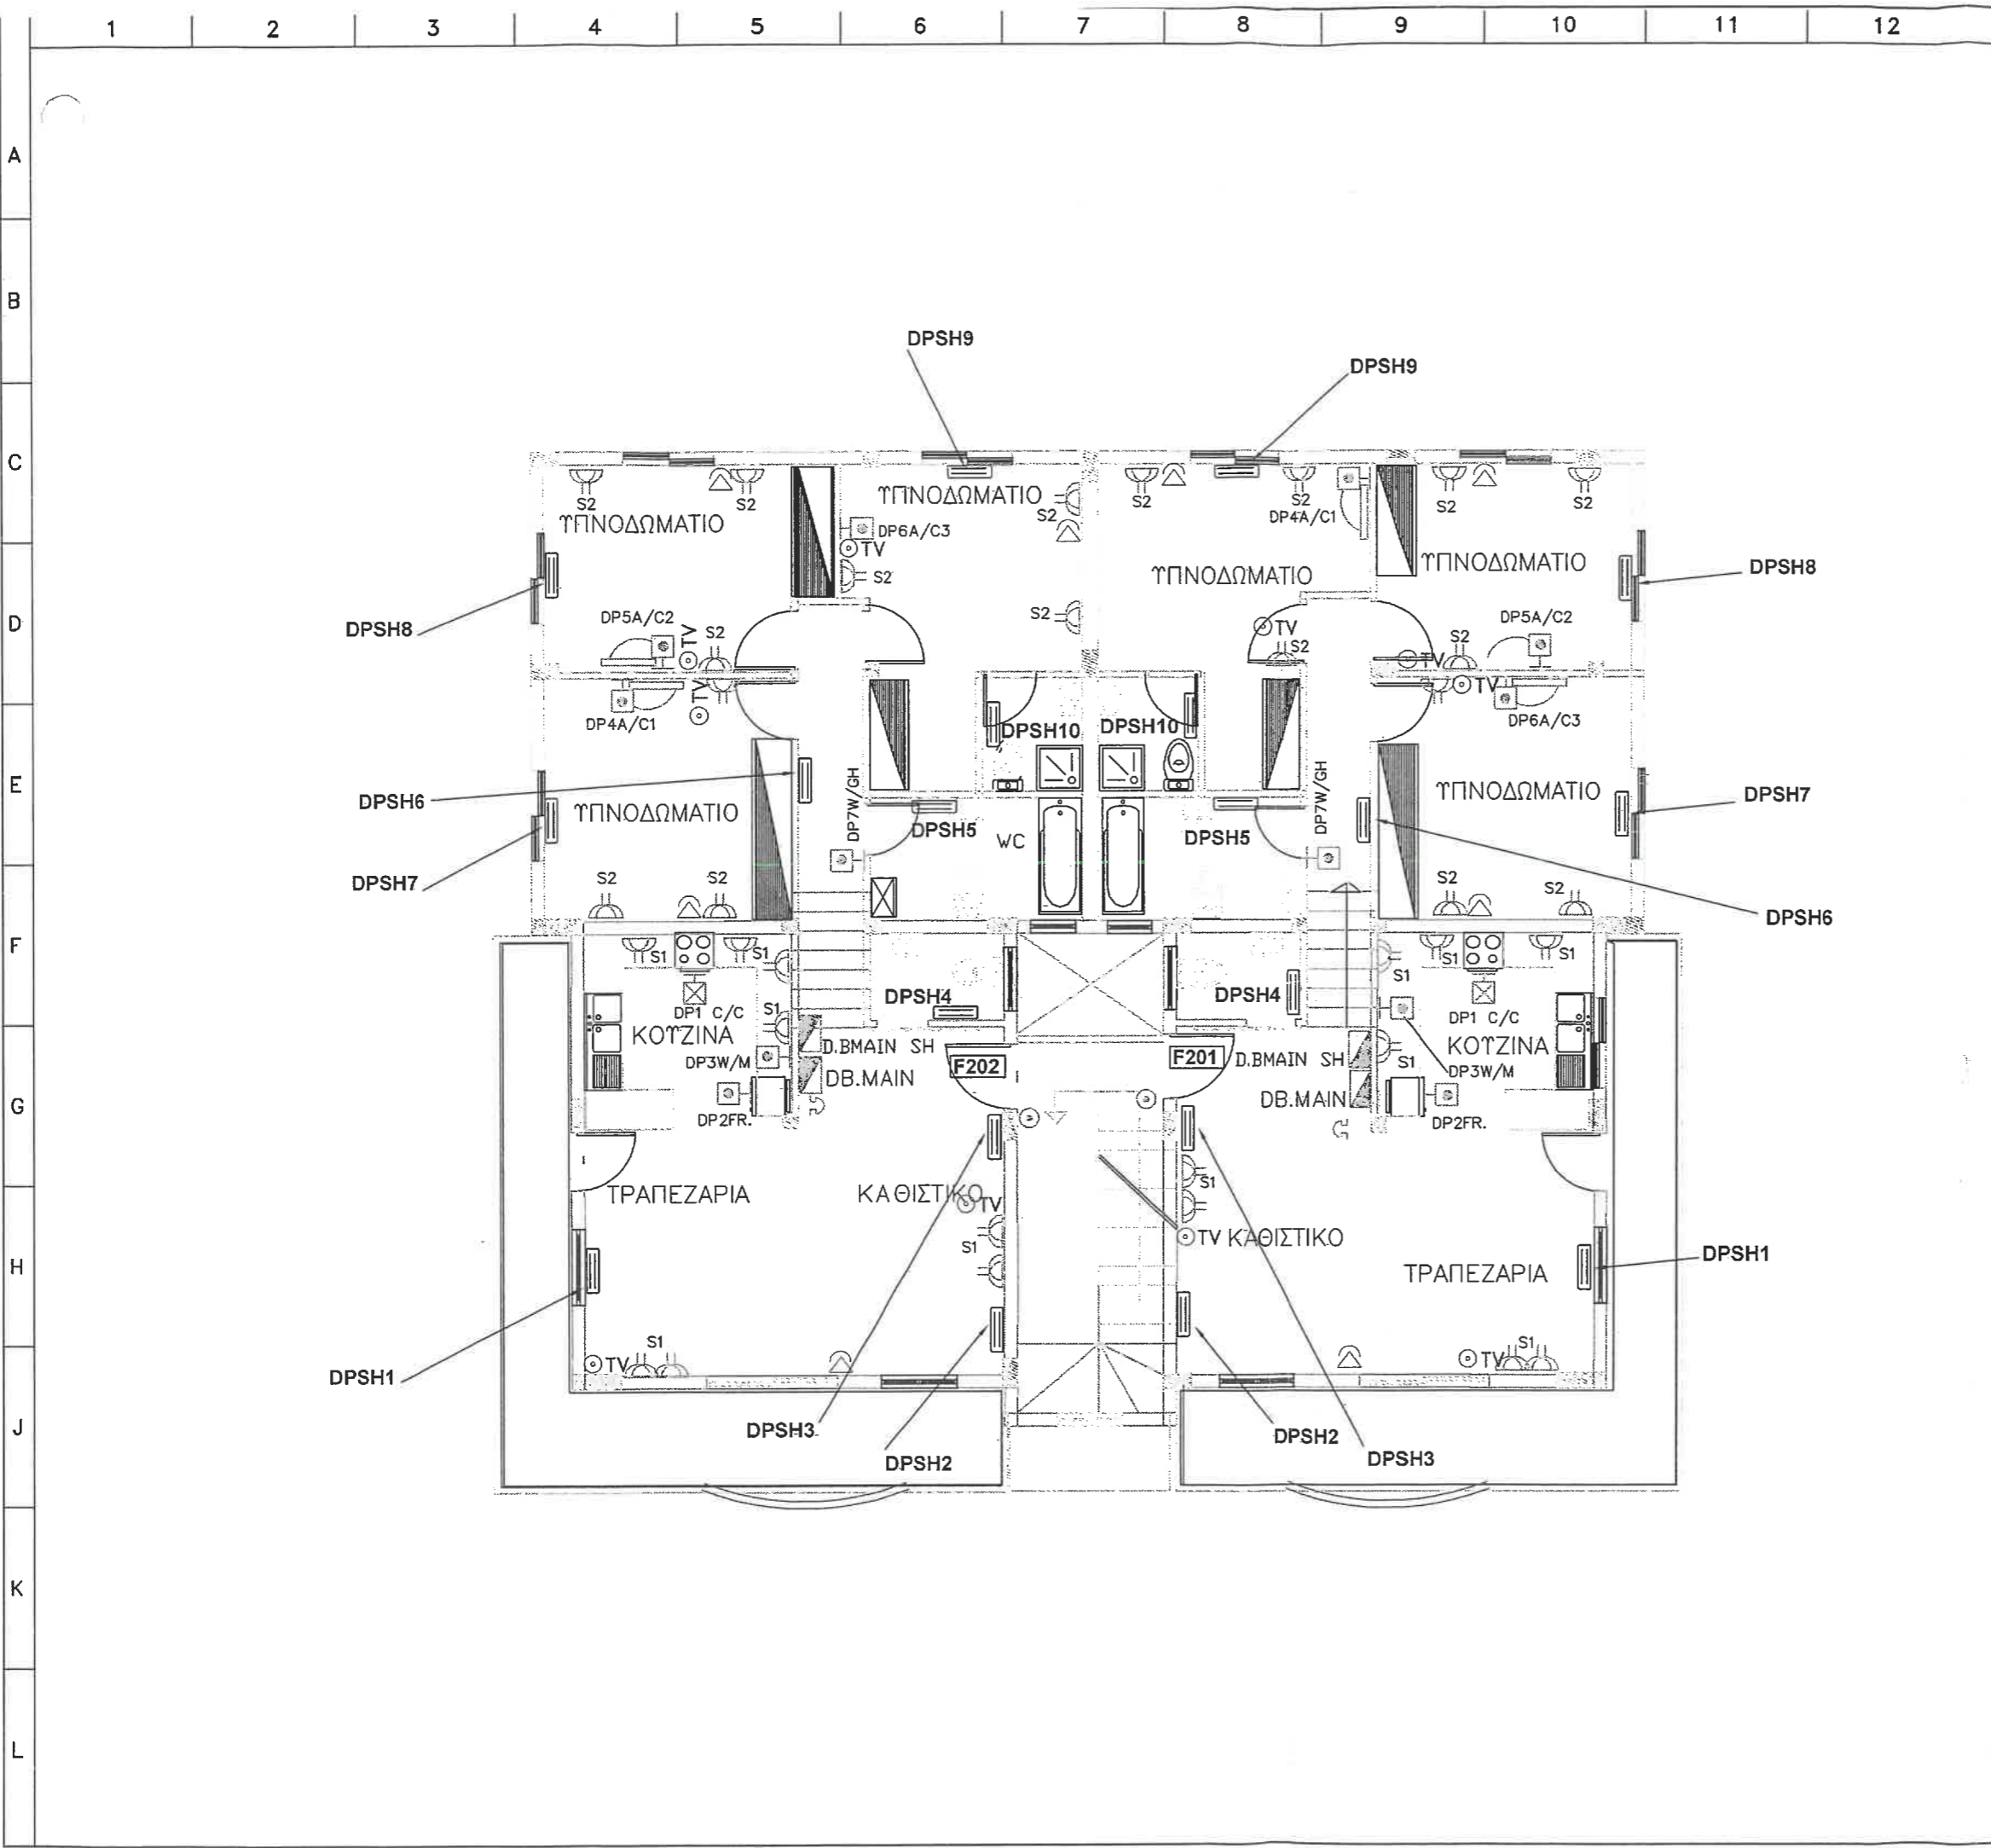 1 2 3 4 5 6 7 8 9 10 11 12
A
B
C
D
E
F
G
H
J
K
L
DPSH9
DPSH9
S2 S2 ΥΠΝΟΔΩΜΑΤΙΟ S2 S2 S2 S2
ΥΠΝΟΔΩΜΑΤΙΟ S2 DP4A/C1
DP6A/C3
TV
ΥΠΝΟΔΩΜΑΤΙΟ
DPSH8
S2 ΥΠΝΟΔΩΜΑΤΙΟ
DPSH8
DP5A/C2 S2 S2 TV S2 DP5A/C2
TV S2 TV
TV TV
DP4A/C1 DPSH10 DPSH10 DP6A/C3
DPSH6 ΥΠΝΟΔΩΜΑΤΙΟ DP7W/GH DPSH5 WC DPSH5 DP7W/GH ΥΠΝΟΔΩΜΑΤΙΟ DPSH7
DPSH7 S2 S2 S2 S2 DPSH6
S1 S1 S1 S1 S1
DP1 C/C S1 DPSH4 DPSH4 DP1 C/C
ΚΟΥΖΙΝΑ D.BMAIN SH F202 F201 D.BMAIN SH S1 ΚΟΥΖΙΝΑ
DP3W/M DB.MAIN DP3W/M
DP2FR. DB.MAIN DP2FR.
ΤΡΑΠΕΖΑΡΙΑ ΚΑΘΙΣΤΙΚΟ S1
TV
TV ΚΑΘΙΣΤΙΚΟ
S1 DPSH1
ΤΡΑΠΕΖΑΡΙΑ
S1 S1
TV TV
DPSH1
DPSH3 DPSH2
DPSH2 DPSH3